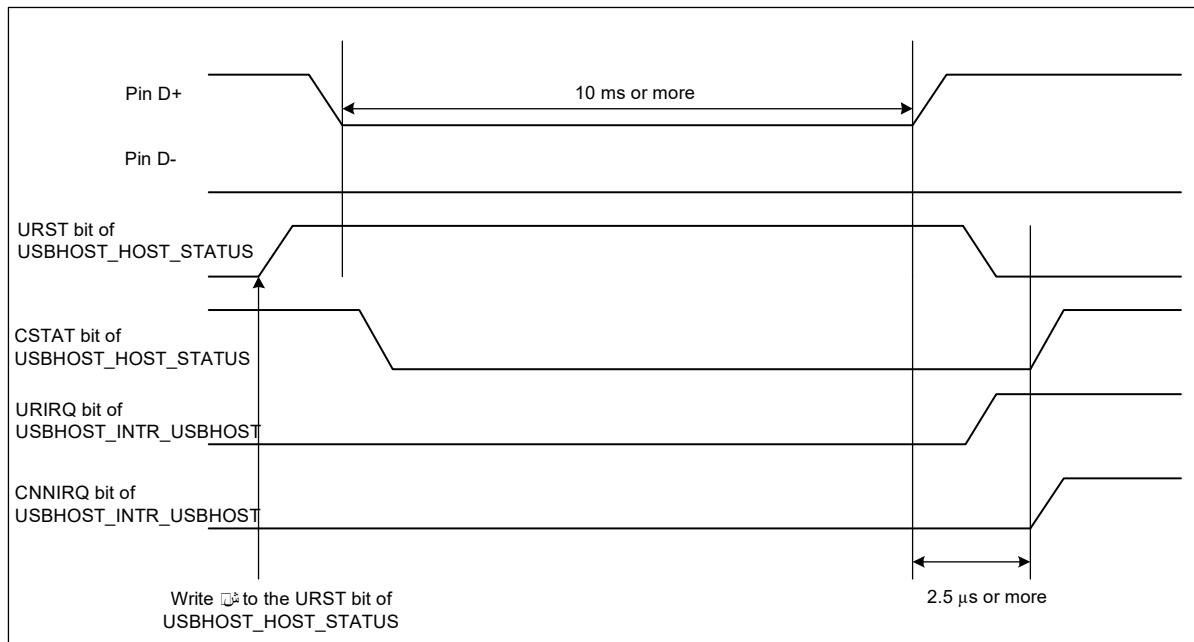 Pin D+
10 ms or more
Pin D-
URST bit of
USBHOST_HOST_STATUS
CSTAT bit of
USBHOST_HOST_STATUS
URIRQ bit of
USBHOST_INTR_USBHOST
CNNIRQ bit of
USBHOST_INTR_USBHOST
Write to the URST bit of
USBHOST_HOST_STATUS
2.5 μs or more